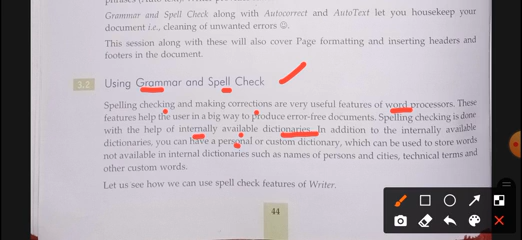 Grammar and Spell Check along with Autocorrect and AutoText let you housekeep your
document i.e., cleaning of unwanted errors ☺.
This session along with these will also cover Page formatting and inserting headers and
footers in the document.
3.2 Using Grammar and Spell Check
Spelling checking and making corrections are very useful features of word processors. These
features help the user in a big way to produce error-free documents. Spelling checking is done
with the help of internally available dictionaries. In addition to the internally available
dictionaries, you can have a personal or custom dictionary, which can be used to store words
not available in internal dictionaries such as names of persons and cities, technical terms and
other custom words.
Let us see how we can use spell check features of Writer.
44